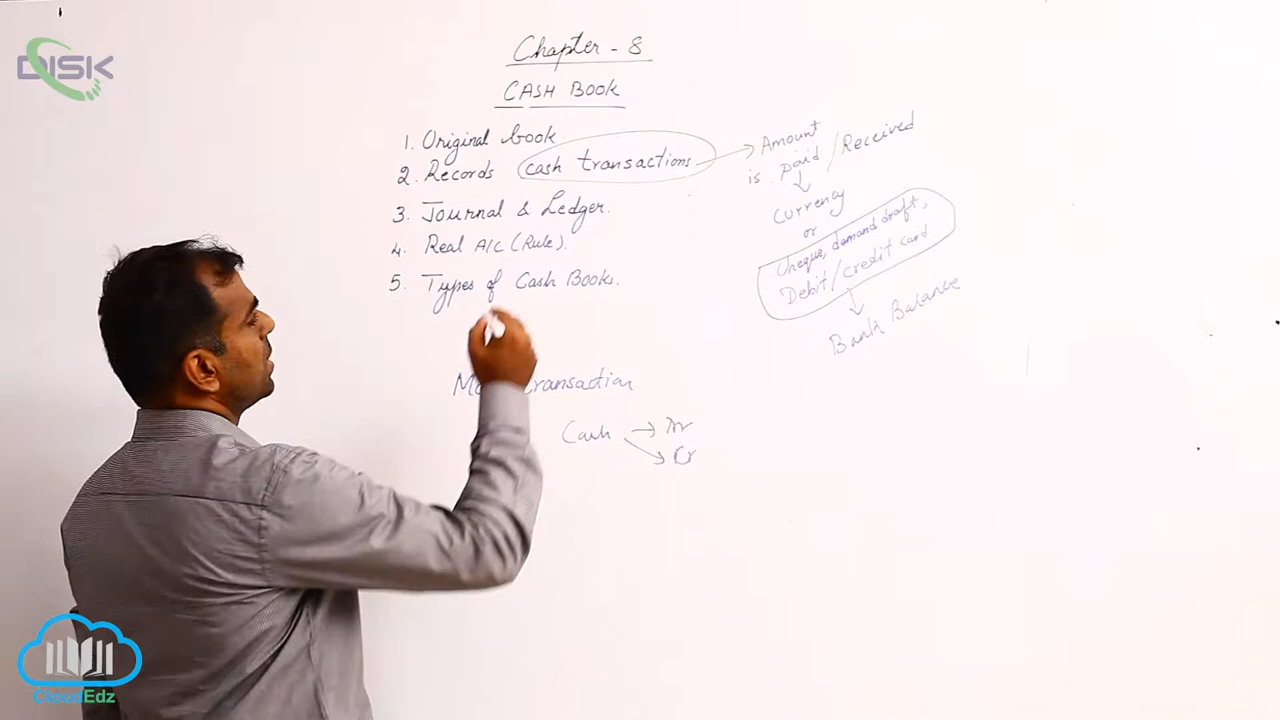 DISK
Chapter - 8
CASH BOOK
1. Original book
2. Records cash transactions
3. Journal & Ledger.
4. Real A/C (Rule).
5. Types of Cash Books.
Amount
is paid / Received
Currency
or
Cheque, demand draft,
Debit / credit card
Bank Balance
transaction
Cash
Dr
Cr
CloudEdz